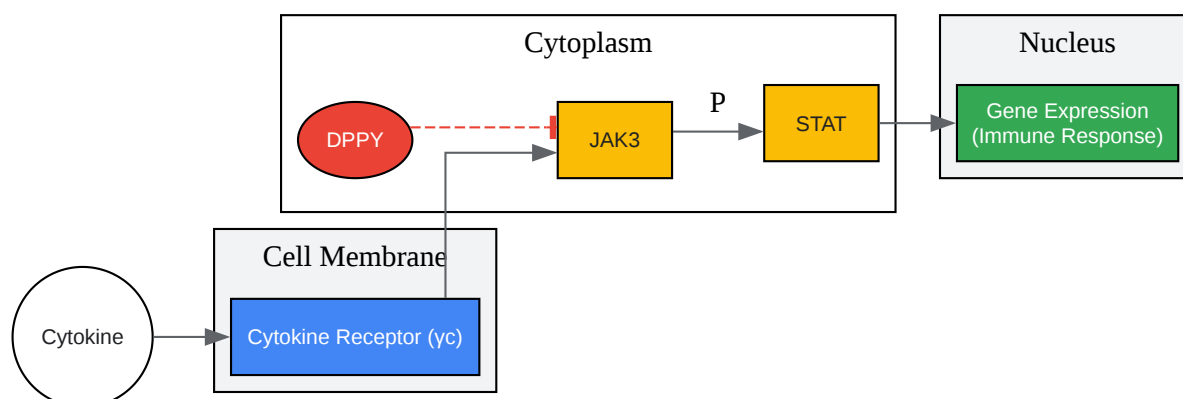 Cytoplasm
Nucleus
DPPY
JAK3
P
STAT
Gene Expression
(Immune Response)
Cell Membrane
Cytokine
Cytokine Receptor (γc)